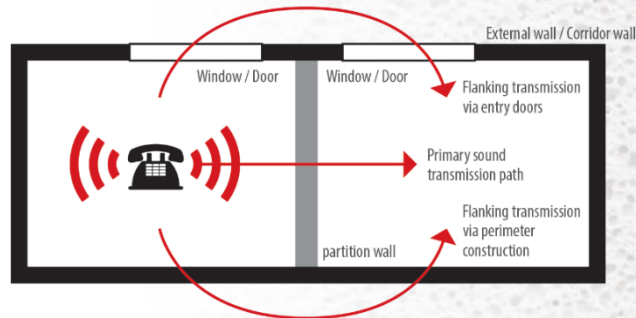 External wall / Corridor wall
Window / Door
Window / Door
Flanking transmission
via entry doors
Primary sound
transmission path
Flanking transmission
via perimeter
construction
partition wall